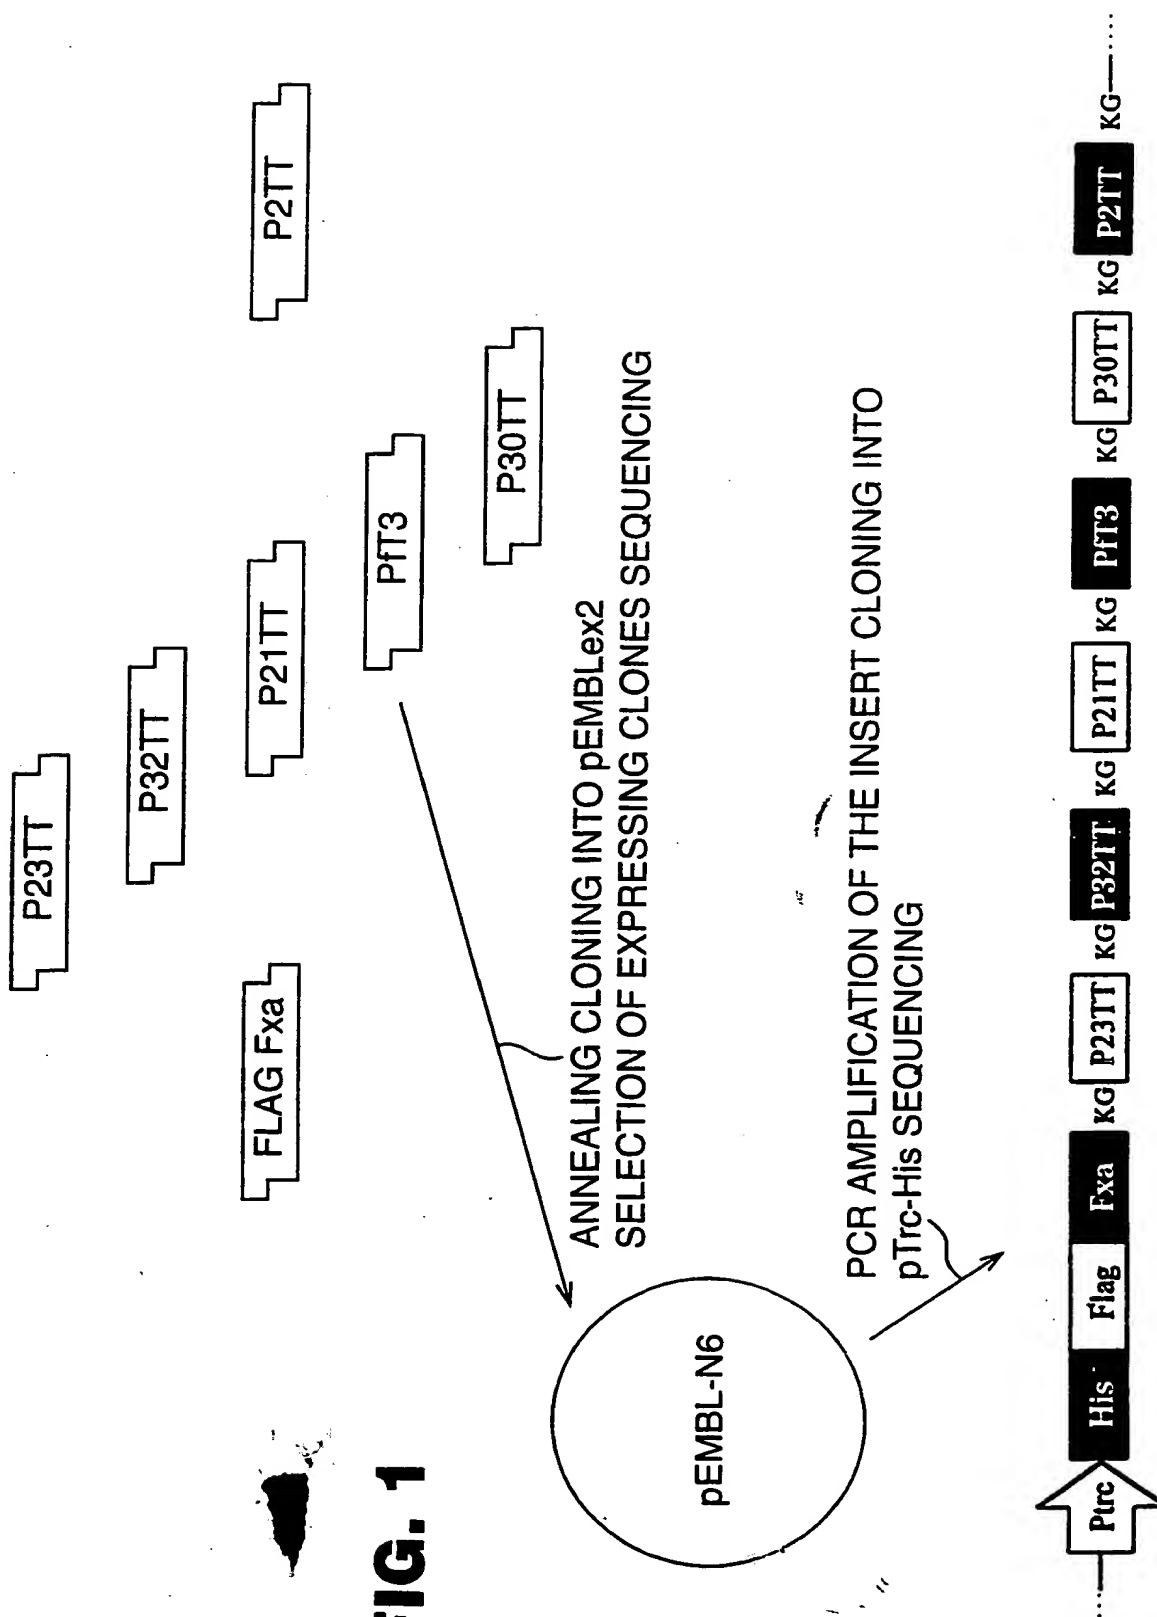 FIG. 1
P23TT
P32TT
FLAG Fxa
P21TT
P2TT
PfT3
P30TT
ANNEALING CLONING INTO pEMBLex2
SELECTION OF EXPRESSING CLONES SEQUENCING
pEMBL-N6
PCR AMPLIFICATION OF THE INSERT CLONING INTO
pTrc-His SEQUENCING
Ptrc His Flag Fxa KG P23TT KG P32TT KG P21TT KG PfT3 KG P30TT KG P2TT KG